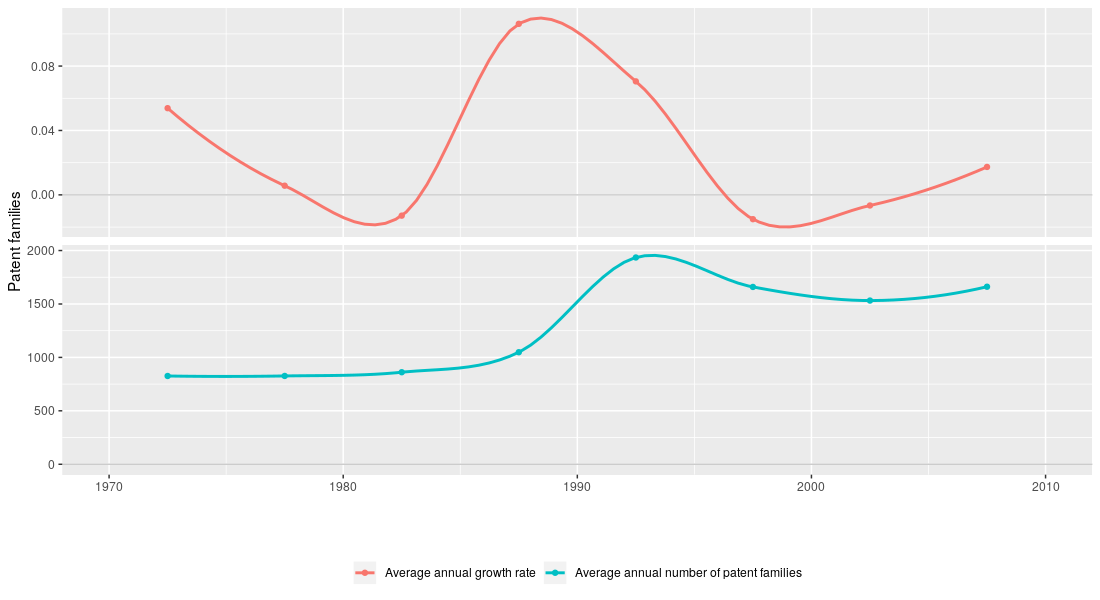 Patent families
0.08
0.04
0.00
2000
1500
1000
500
0
1970 1980 1990 2000 2010
Average annual growth rate Average annual number of patent families